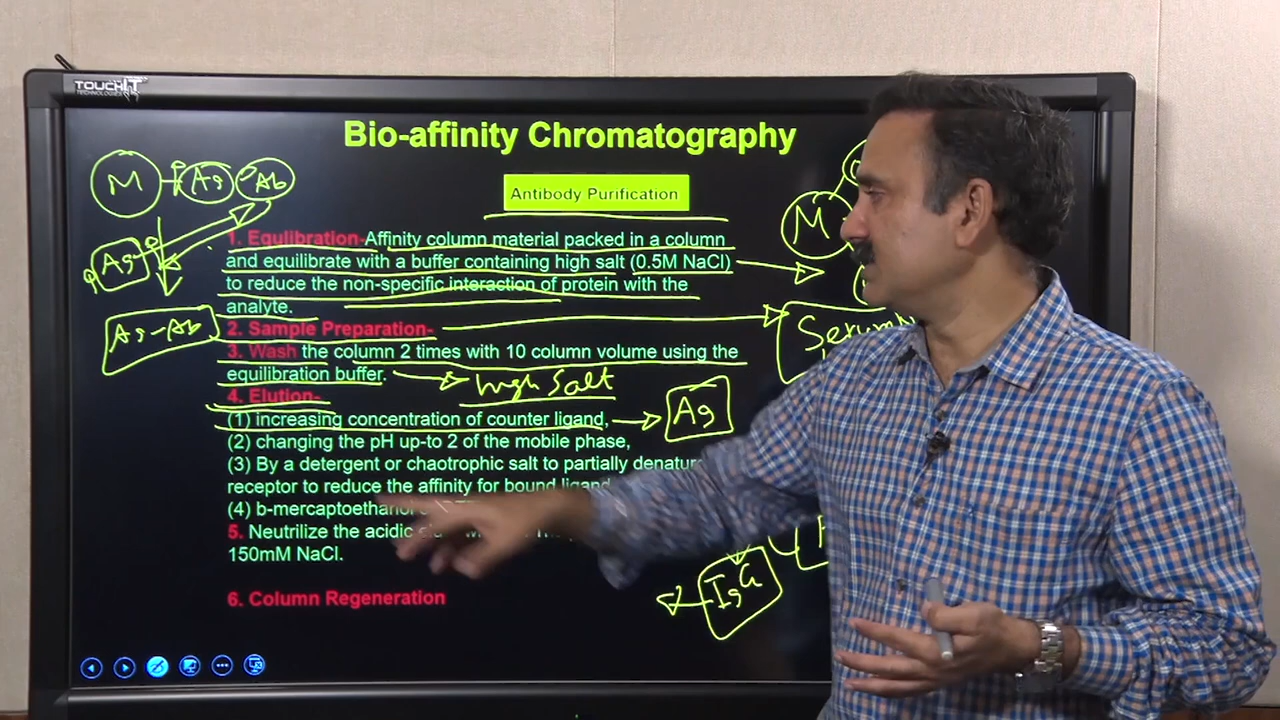 TOUCHIT
TECHNOLOGIES
Bio-affinity Chromatography
Antibody Purification
M Ag Ab
M
1. Equlibration-Affinity column material packed in a column
and equilibrate with a buffer containing high salt (0.5M NaCl)
to reduce the non-specific interaction of protein with the
analyte.
Ag
Ag-Ab
2. Sample Preparation-
Serum
3. Wash the column 2 times with 10 column volume using the
equilibration buffer. high salt
4. Elution-
(1) increasing concentration of counter ligand, Ag
(2) changing the pH up-to 2 of the mobile phase,
(3) By a detergent or chaotrophic salt to partially denature
receptor to reduce the affinity for bound ligand
(4) b-mercaptoethanol
5. Neutrilize the acidic
150mM NaCl.
IgG
6. Column Regeneration